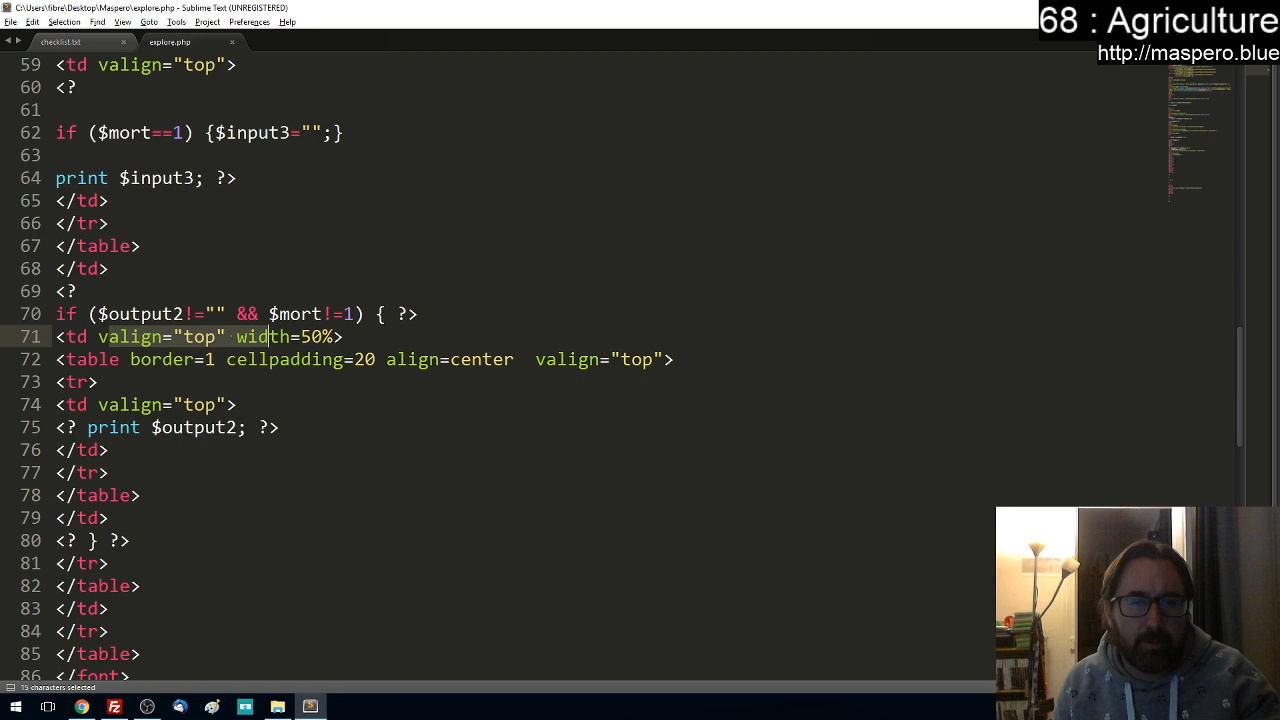 C:\Users\fibre\Desktop\Maspero\explore.php - Sublime Text (UNREGISTERED)
File Edit Selection Find View Goto Tools Project Preferences Help
68 : Agriculture
http://maspero.blue
checklist.txt × explore.php ×
59 <td valign="top">
60 <?
61
62 if ($mort==1) {$input3="";}
63
64 print $input3; ?>
65 </td>
66 </tr>
67 </table>
68 </td>
69 <?
70 if ($output2!="" && $mort!=1) { ?>
71 <td valign="top" width=50%>
72 <table border=1 cellpadding=20 align=center  valign="top">
73 <tr>
74 <td valign="top">
75 <? print $output2; ?>
76 </td>
77 </tr>
78 </table>
79 </td>
80 <? } ?>
81 </tr>
82 </table>
83 </td>
84 </tr>
85 </table>
86 </font>
15 characters selected